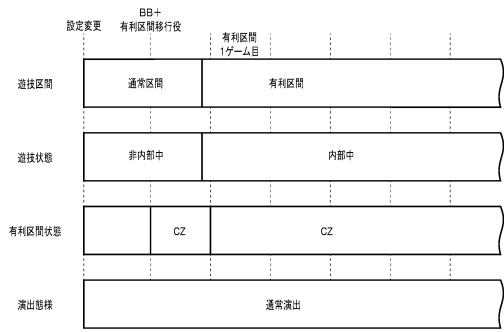 設定変更
BB＋
有利区間移行役
有利区間
1ゲーム目
遊技区間
通常区間
有利区間
遊技状態
非内部中
内部中
有利区間状態
CZ
CZ
演出態様
通常演出